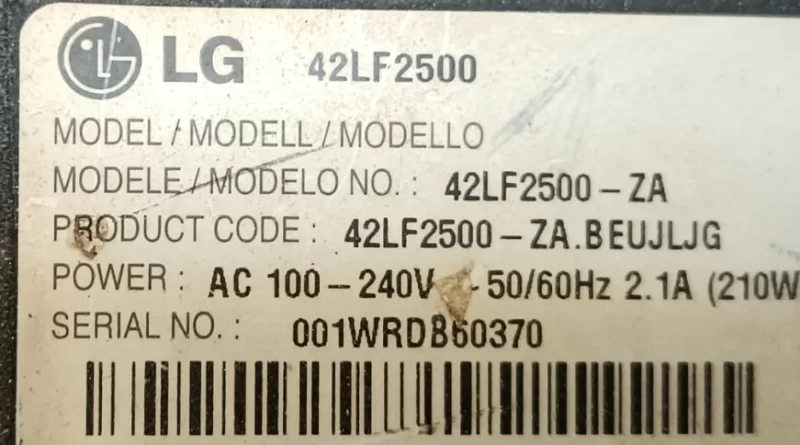 LG 42LF2500
MODEL / MODELL / MODELLO
MODELE / MODELO NO. : 42LF2500 - ZA
PRODUCT CODE : 42LF2500 - ZA.BEUJLJG
POWER : AC 100 - 240V ~ 50/60Hz 2.1A (210W
SERIAL NO. : 001WRDB60370